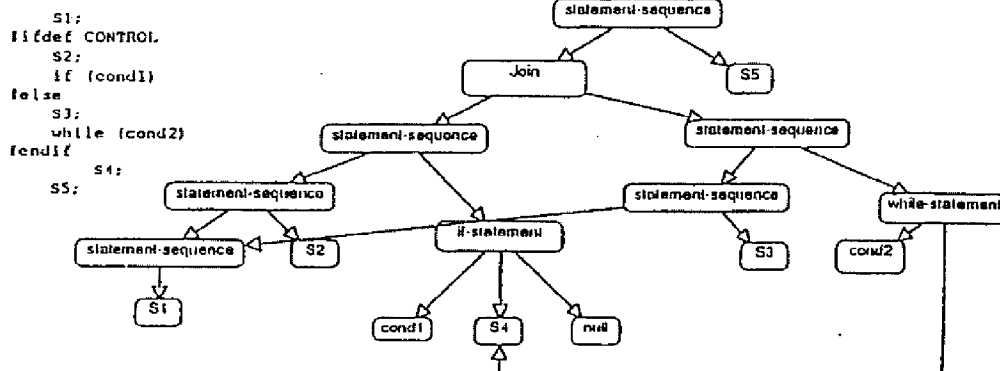 S1;
#ifdef CONTROL
S2;
if (cond1)
#else
S3;
while (cond2)
#endif
S4;
S5;
statement-sequence
Join
S5
statement-sequence
statement-sequence
statement-sequence
statement-sequence
while-statement
statement-sequence
S2
if-statement
S3
cond2
S1
cond1
S4
null